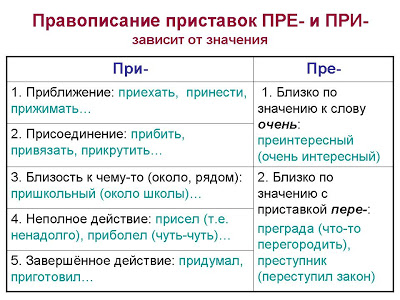 Правописание приставок ПРЕ- и ПРИ-
зависит от значения
При-
1. Приближение: приехать, принести,
прижимать…
2. Присоединение: прибить,
привязать, прикрутить…
3. Близость к чему-то (около, рядом):
пришкольный (около школы)…
4. Неполное действие: присел (т.е.
ненадолго), приболел (чуть-чуть)…
5. Завершённое действие: придумал,
приготовил…
Пре-
1. Близко по
значению к слову
очень:
преинтересный
(очень интересный)
2. Близко по
значению с
приставкой пере-:
преграда (что-то
перегородить),
преступник
(переступил закон)